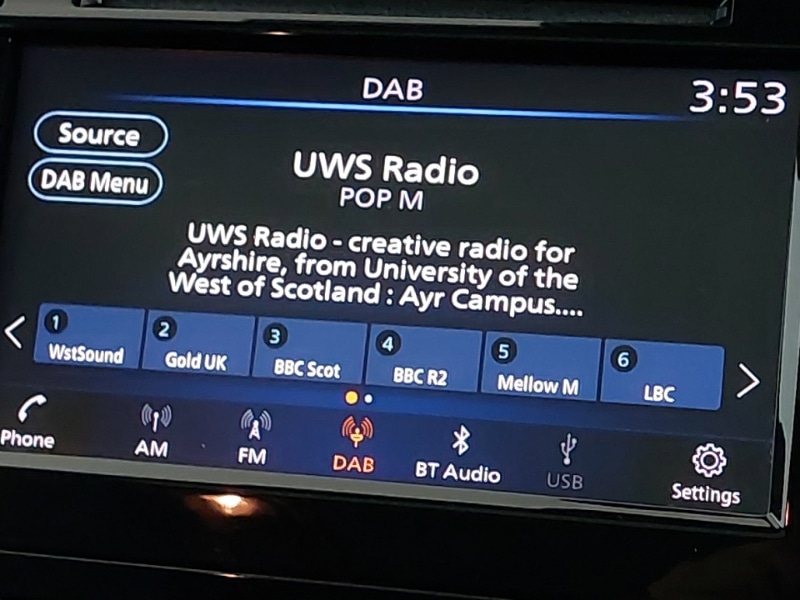 DAB
3:53
Source
DAB Menu
UWS Radio
POP M
UWS Radio - creative radio for
Ayrshire, from University of the
West of Scotland : Ayr Campus....
1 WstSound
2 Gold UK
3 BBC Scot
4 BBC R2
5 Mellow M
6 LBC
Phone
AM
FM
DAB
BT Audio
USB
Settings